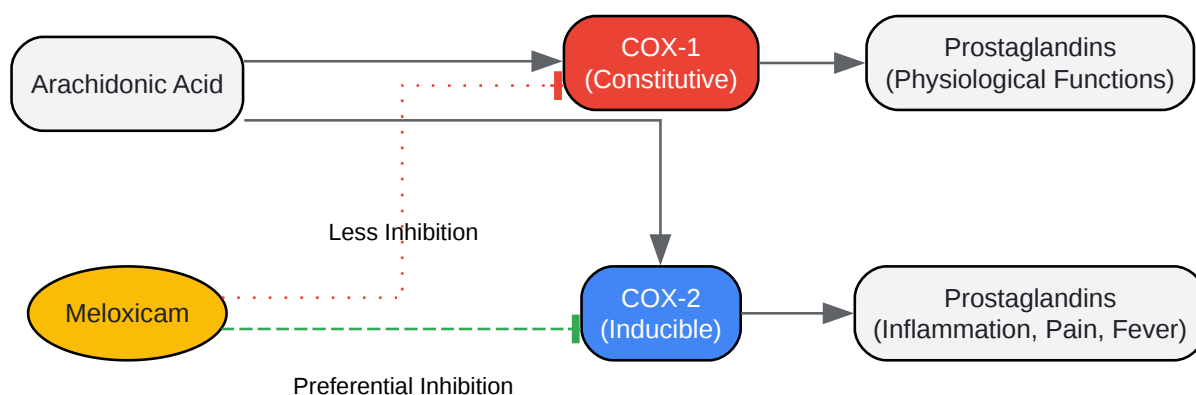 Arachidonic Acid
COX-1
(Constitutive)
Prostaglandins
(Physiological Functions)
Less Inhibition
Meloxicam
COX-2
(Inducible)
Prostaglandins
(Inflammation, Pain, Fever)
Preferential Inhibition